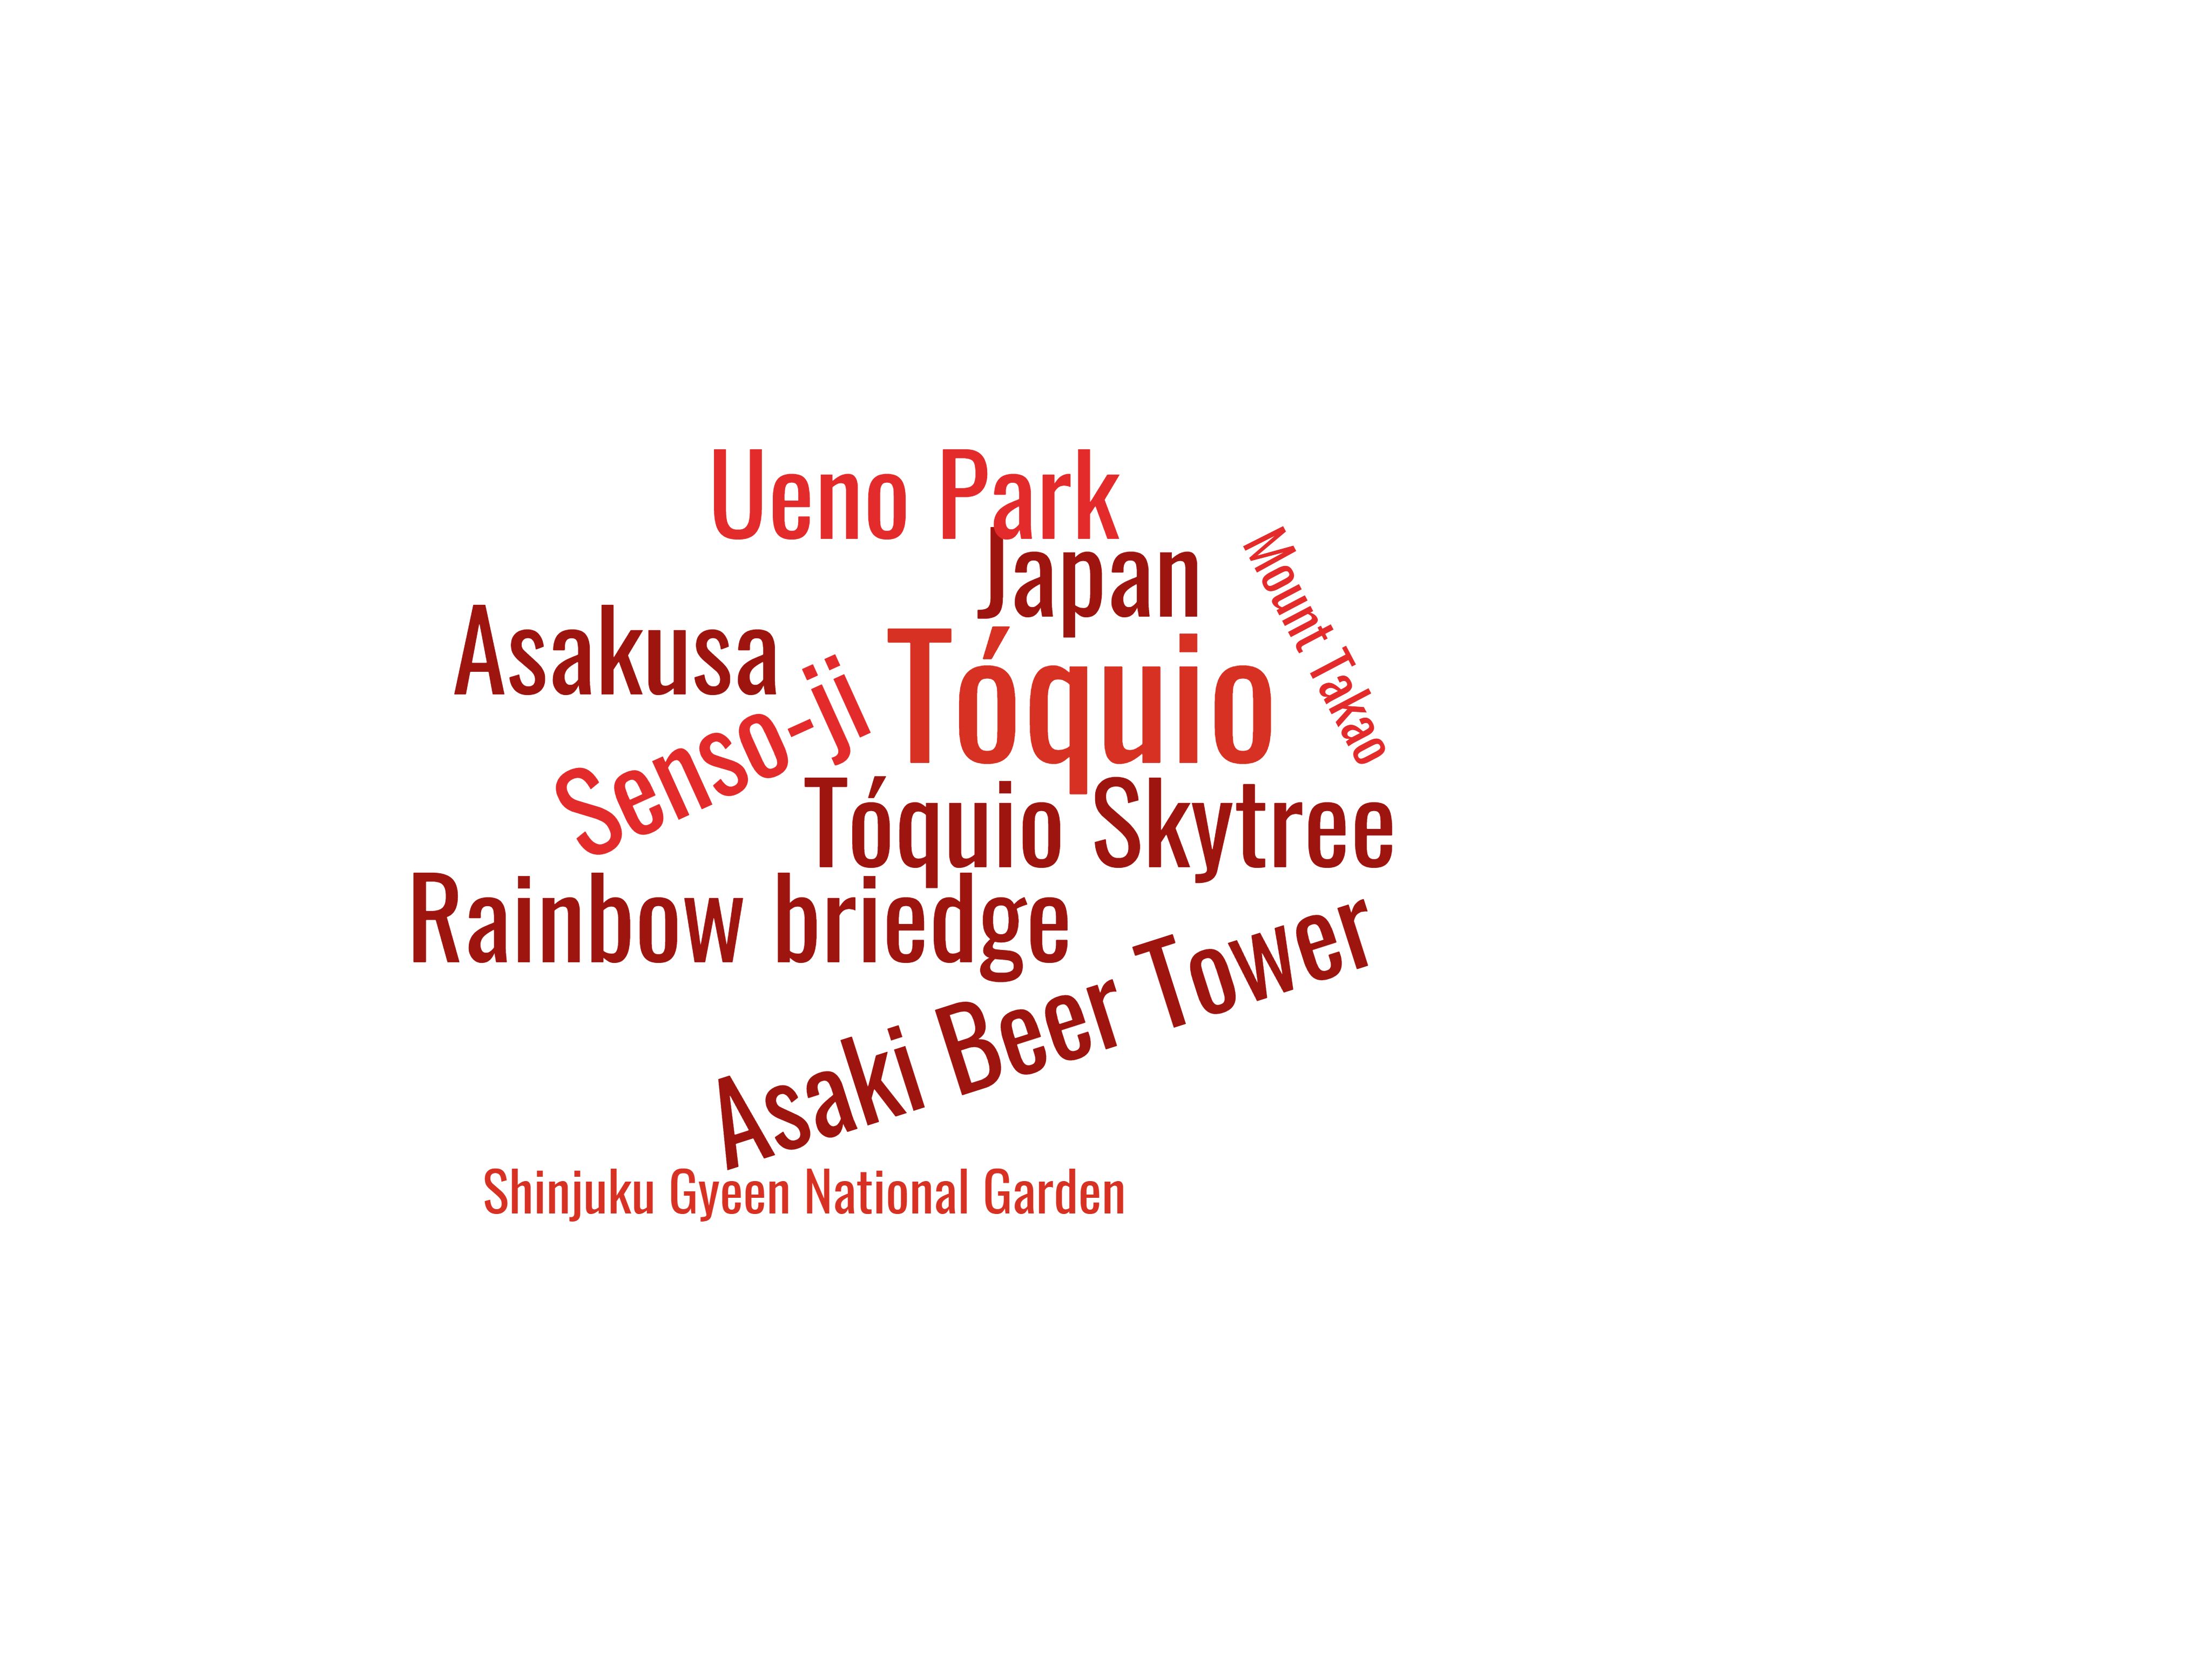 Ueno Park
Japan
Mount Takao
Asakusa
Senso-ji
Tóquio
Tóquio Skytree
Rainbow briedge
Asaki Beer Tower
Shinjuku Gyeen National Garden